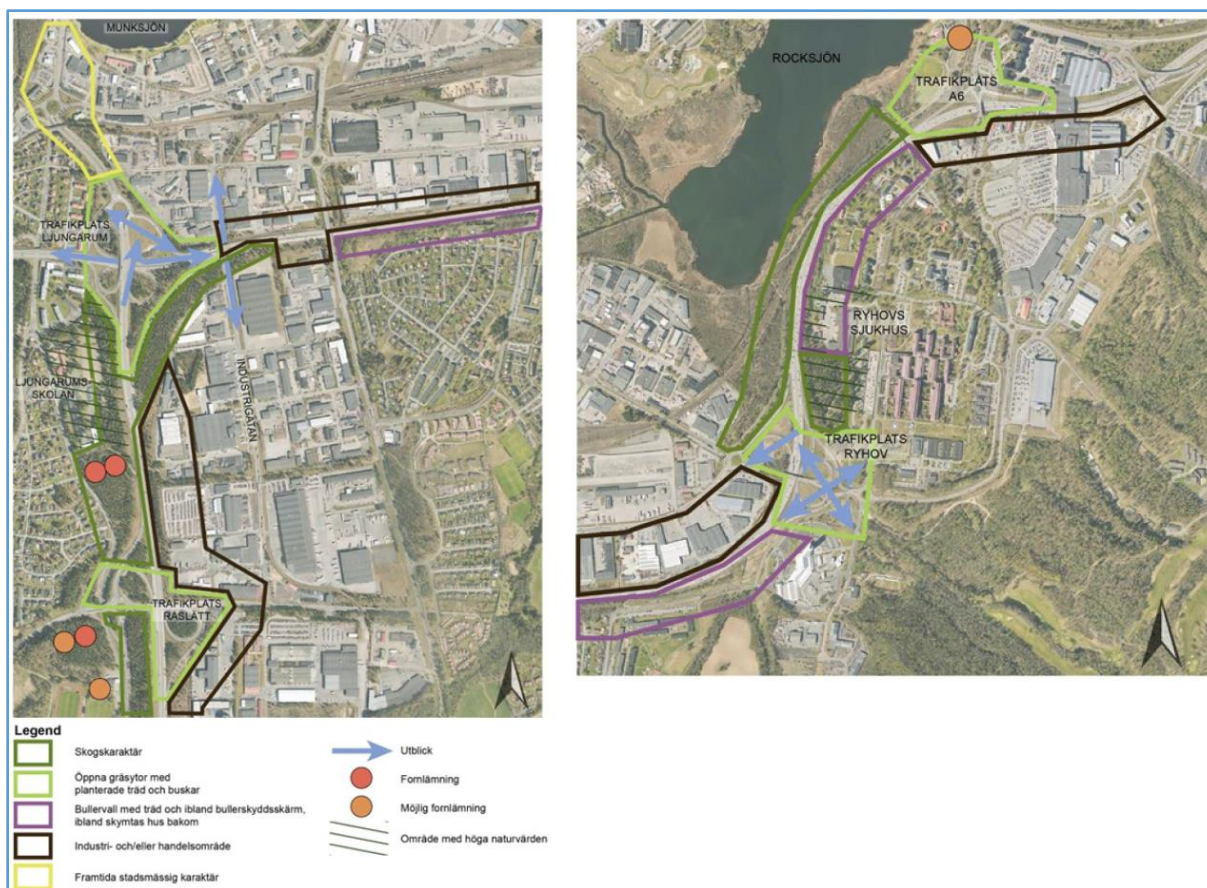 MUNKSJÖN
TRAFIKPLATS
LJUNGARUM
LJUNGARUMS-
SKOLAN
INDUSTRIGATAN
TRAFIKPLATS
RÅSLÄTT
ROCKSJÖN
TRAFIKPLATS
A6
RYHOVS
SJUKHUS
TRAFIKPLATS
RYHOV
Legend
Skogskaraktär
Öppna gräsytor med
planterade träd och buskar
Bullervall med träd och ibland bullerskyddsskärm,
ibland skymtas hus bakom
Industri- och/eller handelsområde
Framtida stadsmässig karaktär
Utblick
Fornlämning
Möjlig fornlämning
Område med höga naturvärden